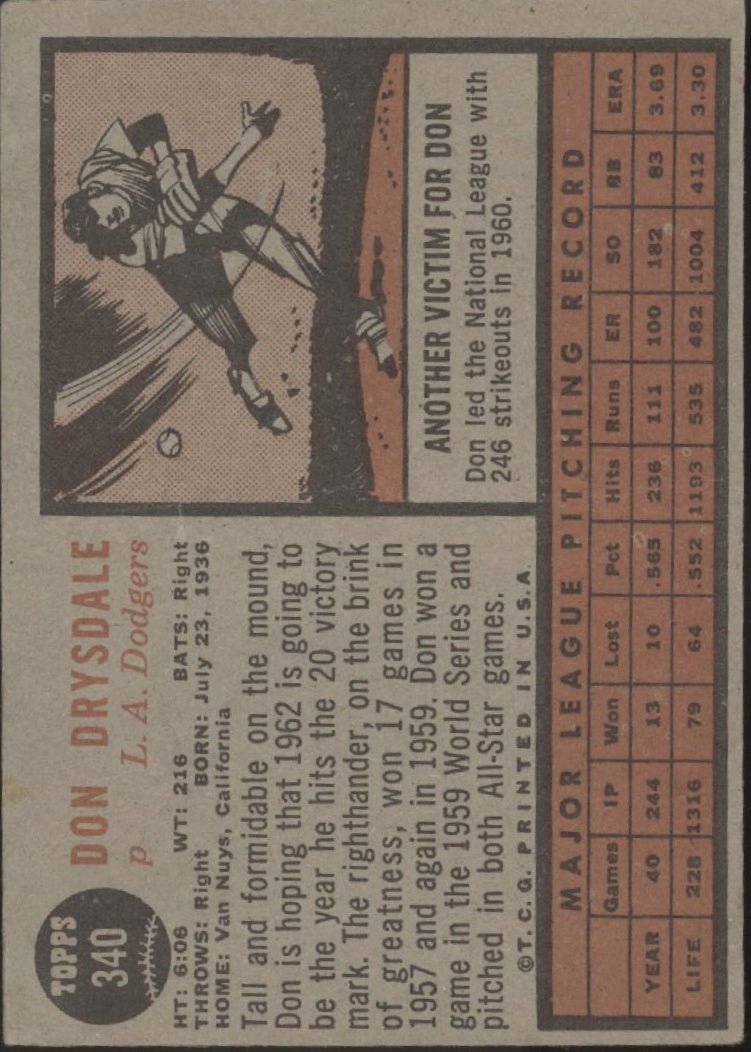 TOPPS
340
DON DRYSDALE
p L. A. Dodgers
HT: 6:06 WT: 216 BATS: Right
THROWS: Right BORN: July 23, 1936
HOME: Van Nuys, California
Tall and formidable on the mound,
Don is hoping that 1962 is going to
be the year he hits the 20 victory
mark. The righthander, on the brink
of greatness, won 17 games in
1957 and again in 1959. Don won a
game in the 1959 World Series and
pitched in both All-Star games.
©T. C. G. PRINTED IN U. S. A.
ANOTHER VICTIM FOR DON
Don led the National League with
246 strikeouts in 1960.
MAJOR LEAGUE PITCHING RECORD
Games IP Won Lost Pct Hits Runs ER SO BB ERA
YEAR 40 244 13 10 .565 236 111 100 182 83 3.69
LIFE 228 1316 79 64 .552 1193 535 482 1004 412 3.30